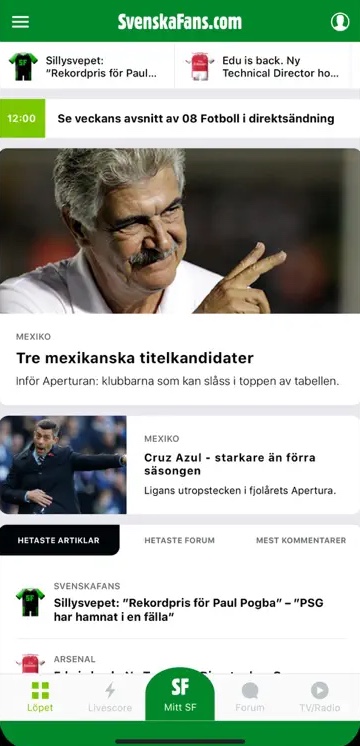 SvenskaFans.com
Sillysvepet:
"Rekordpris för Paul...
Edu is back. Ny
Technical Director ho...
12:00
Se veckans avsnitt av 08 Fotboll i direktsändning
MEXIKO
Tre mexikanska titelkandidater
Inför Aperturan: klubbarna som kan slåss i toppen av tabellen.
MEXIKO
Cruz Azul - starkare än förra
säsongen
Ligans utropstecken i fjolårets Apertura.
HETASTE ARTIKLAR
HETASTE FORUM
MEST KOMMENTARER
SF
SVENSKAFANS
Sillysvepet: ”Rekordpris för Paul Pogba” – ”PSG
har hamnat i en fälla”
ARSENAL
SF
Löpet
Livescore
Mitt SF
Forum
TV/Radio